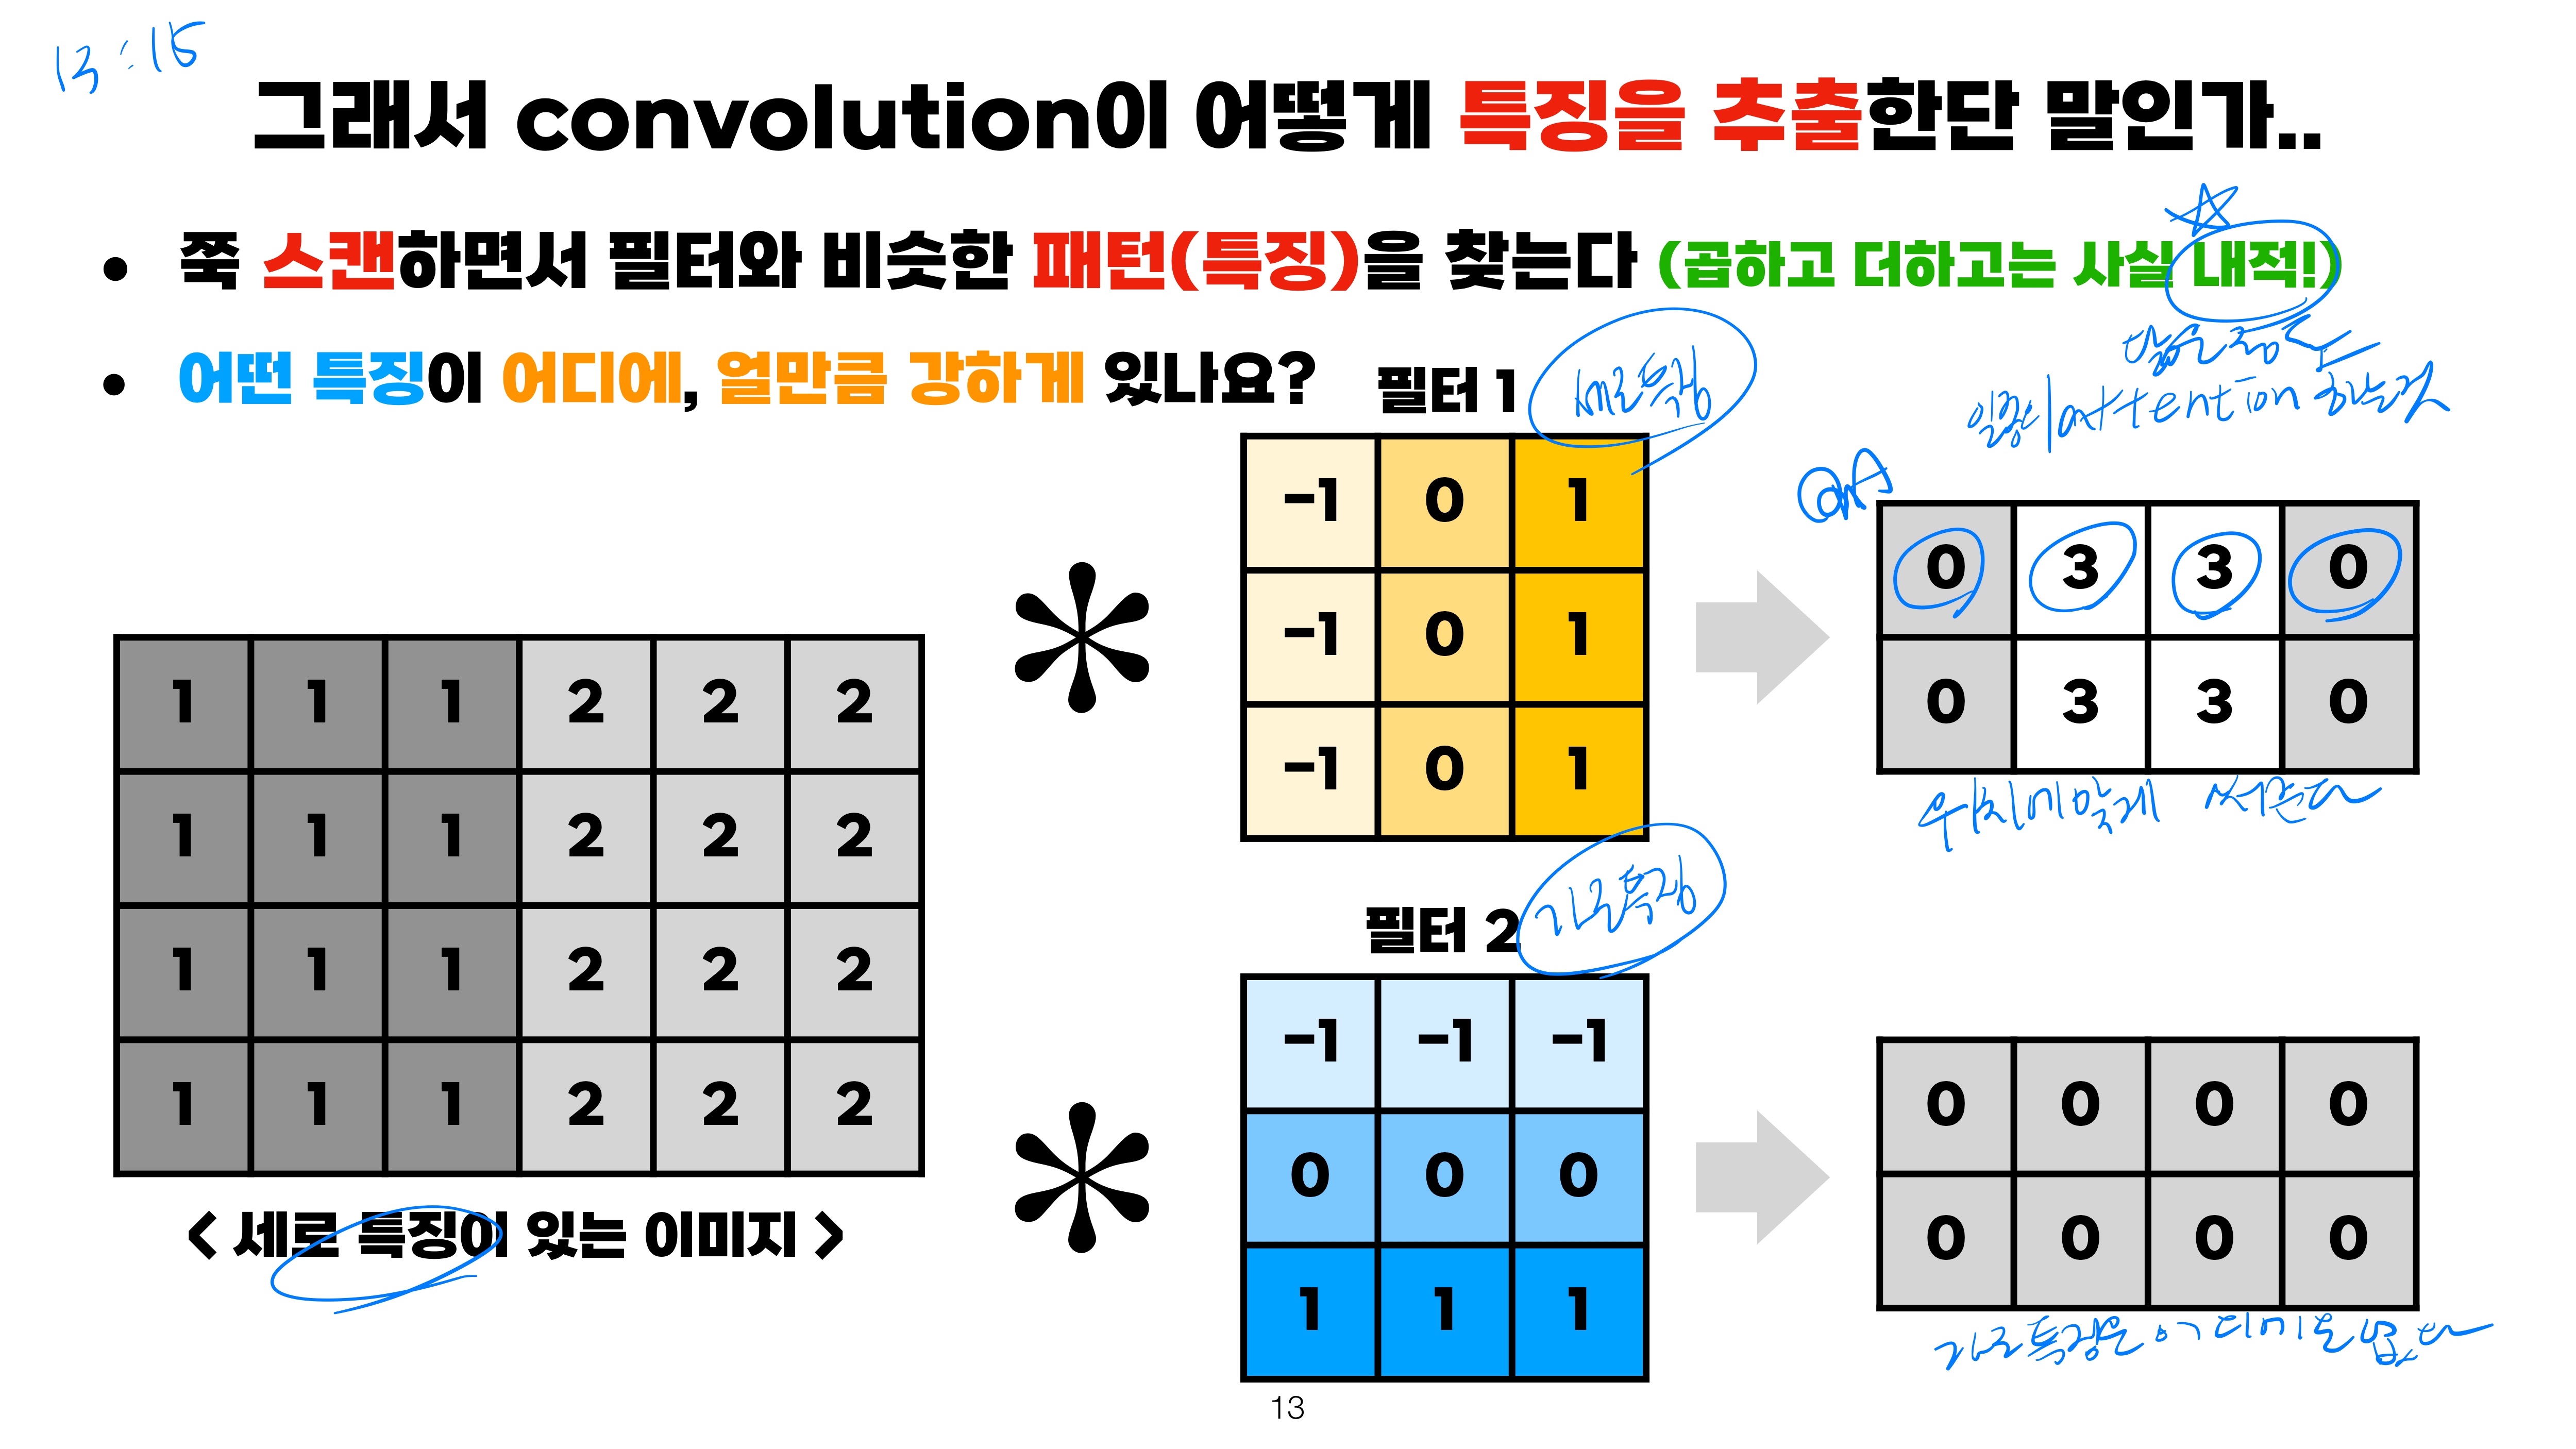 13:15
그래서 convolution이 어떻게 특징을 추출한단 말인가..
• 쭉 스캔하면서 필터와 비슷한 패턴(특징)을 찾는다 (곱하고 더하고는 사실 내적!)
닮은 정도
• 어떤 특징이 어디에, 얼만큼 강하게 있나요?
일종의 attention 하는 것
필터 1 세로특징
-1 0 1
-1 0 1
-1 0 1
QnA
0 3 3 0
0 3 3 0
위치에 맞게 써준다
1 1 1 2 2 2
1 1 1 2 2 2
1 1 1 2 2 2
1 1 1 2 2 2
< 세로 특징이 있는 이미지 >
필터 2 가로특징
-1 -1 -1
0 0 0
1 1 1
0 0 0 0
0 0 0 0
가로특징은 어디에도 없다
13